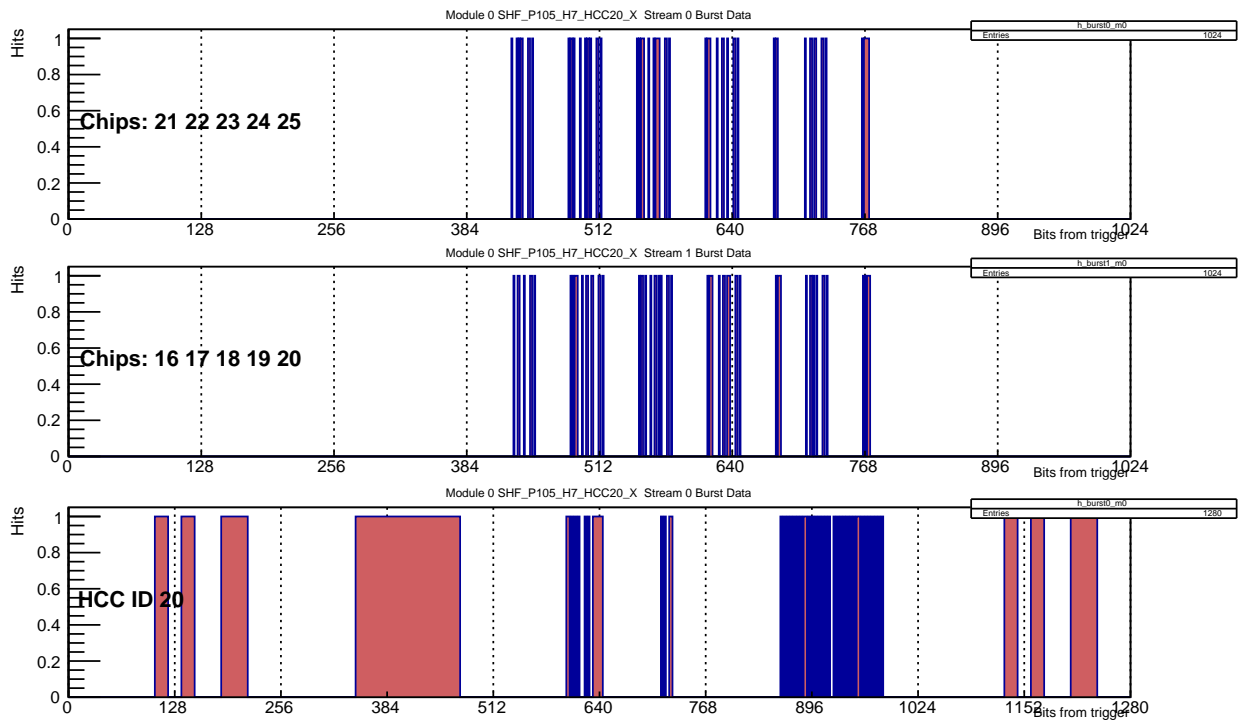 Module 0 SHF_P105_H7_HCC20_X Stream 0 Burst Data
h_burst0_m0
Entries 1024
Hits
1
0.8
0.6
0.4
0.2
0
Chips: 21 22 23 24 25
0 128 256 384 512 640 768 896 1024
Bits from trigger
Module 0 SHF_P105_H7_HCC20_X Stream 1 Burst Data
h_burst1_m0
Entries 1024
Hits
1
0.8
0.6
0.4
0.2
0
Chips: 16 17 18 19 20
0 128 256 384 512 640 768 896 1024
Bits from trigger
Module 0 SHF_P105_H7_HCC20_X Stream 0 Burst Data
h_burst0_m0
Entries 1280
Hits
1
0.8
0.6
0.4
0.2
0
HCC ID 20
0 128 256 384 512 640 768 896 1024 1152 1280
Bits from trigger